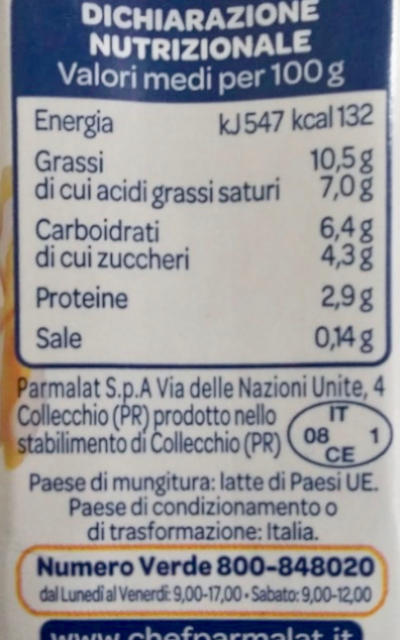 DICHIARAZIONE
NUTRIZIONALE
Valori medi per 100 g
Energia kJ 547 kcal 132
Grassi 10,5 g
di cui acidi grassi saturi 7,0 g
Carboidrati 6,4 g
di cui zuccheri 4,3 g
Proteine 2,9 g
Sale 0,14 g
Parmalat S.p.A Via delle Nazioni Unite, 4
Collecchio (PR) prodotto nello
stabilimento di Collecchio (PR)
IT
08 1
CE
Paese di mungitura: latte di Paesi UE.
Paese di condizionamento o
di trasformazione: Italia.
Numero Verde 800-848020
dal Lunedì al Venerdì: 9,00-17,00 • Sabato: 9,00-12,00
www.chefparmalat.it